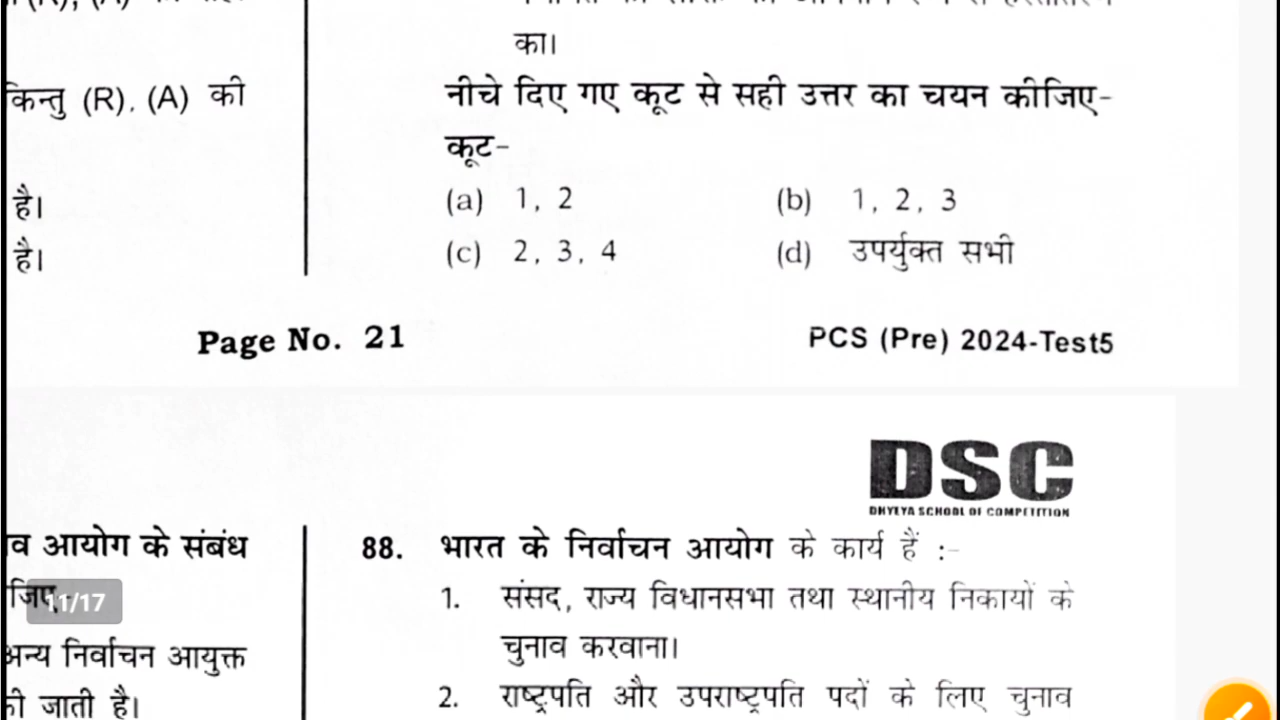 का।
किन्तु (R), (A) की
है।
है।
नीचे दिए गए कूट से सही उत्तर का चयन कीजिए-
कूट-
(a) 1, 2 (b) 1, 2, 3
(c) 2, 3, 4 (d) उपर्युक्त सभी
Page No. 21 PCS (Pre) 2024-Test5
DSC
DHYEYA SCHOOL OF COMPETITION
व आयोग के संबंध
11/17
अन्य निर्वाचन आयुक्त
की जाती है।
88. भारत के निर्वाचन आयोग के कार्य हैं :-
1. संसद, राज्य विधानसभा तथा स्थानीय निकायों के
चुनाव करवाना।
2. राष्ट्रपति और उपराष्ट्रपति पदों के लिए चुनाव